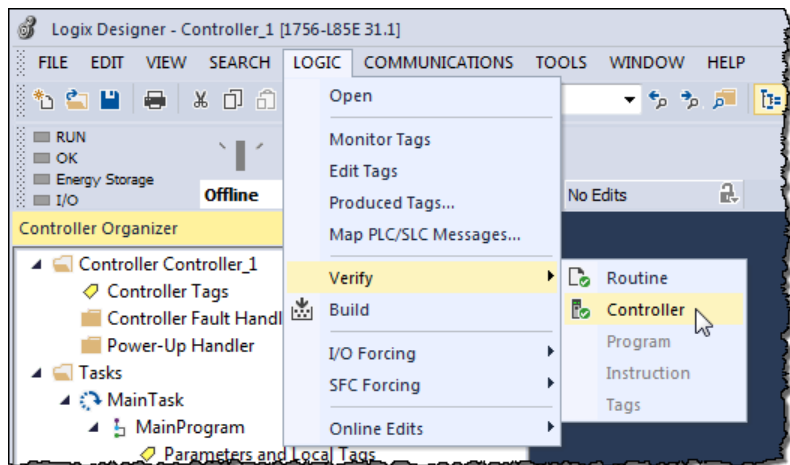 Logix Designer - Controller_1 [1756-L85E 31.1]
FILE EDIT VIEW SEARCH LOGIC COMMUNICATIONS TOOLS WINDOW HELP
Open
RUN
OK
Energy Storage
I/O
Offline
No Edits
Monitor Tags
Edit Tags
Produced Tags...
Map PLC/SLC Messages...
Verify
Build
I/O Forcing
SFC Forcing
Online Edits
Routine
Controller
Program
Instruction
Tags
Controller Organizer
Controller Controller_1
Controller Tags
Controller Fault Handl
Power-Up Handler
Tasks
MainTask
MainProgram
Parameters and Local Tags